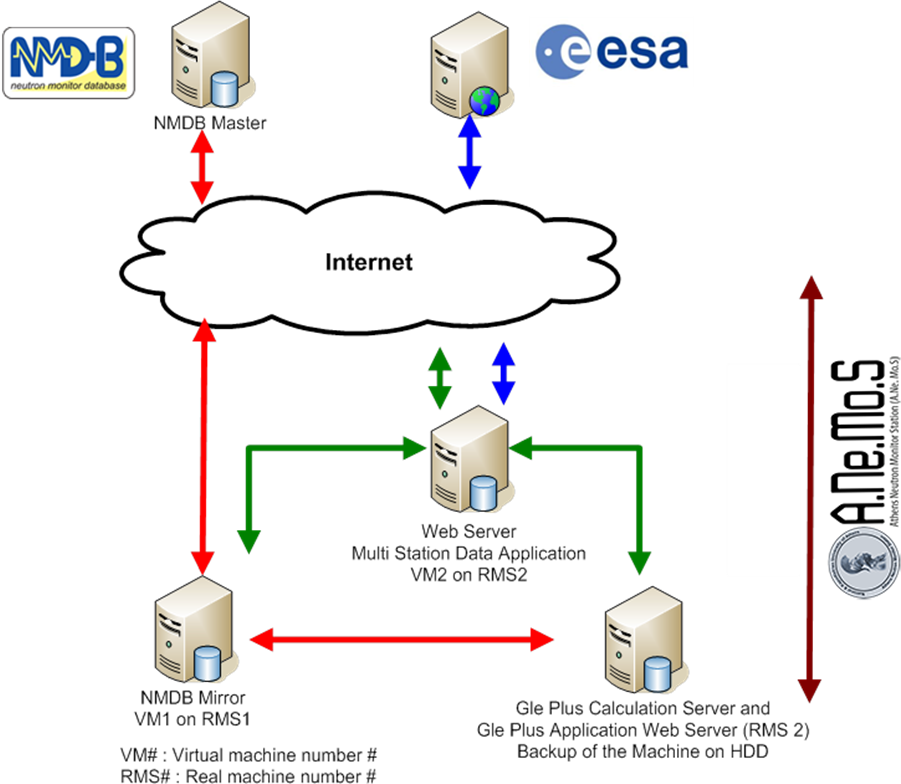 NMDB
neutron monitor database
esa
NMDB Master
Internet
A.Ne.Mo.S
Athens Neutron Monitor Station (A.Ne. Mo.S)
Web Server
Multi Station Data Application
VM2 on RMS2
NMDB Mirror
VM1 on RMS1
Gle Plus Calculation Server and
Gle Plus Application Web Server (RMS 2)
Backup of the Machine on HDD
VM# : Virtual machine number #
RMS# : Real machine number #